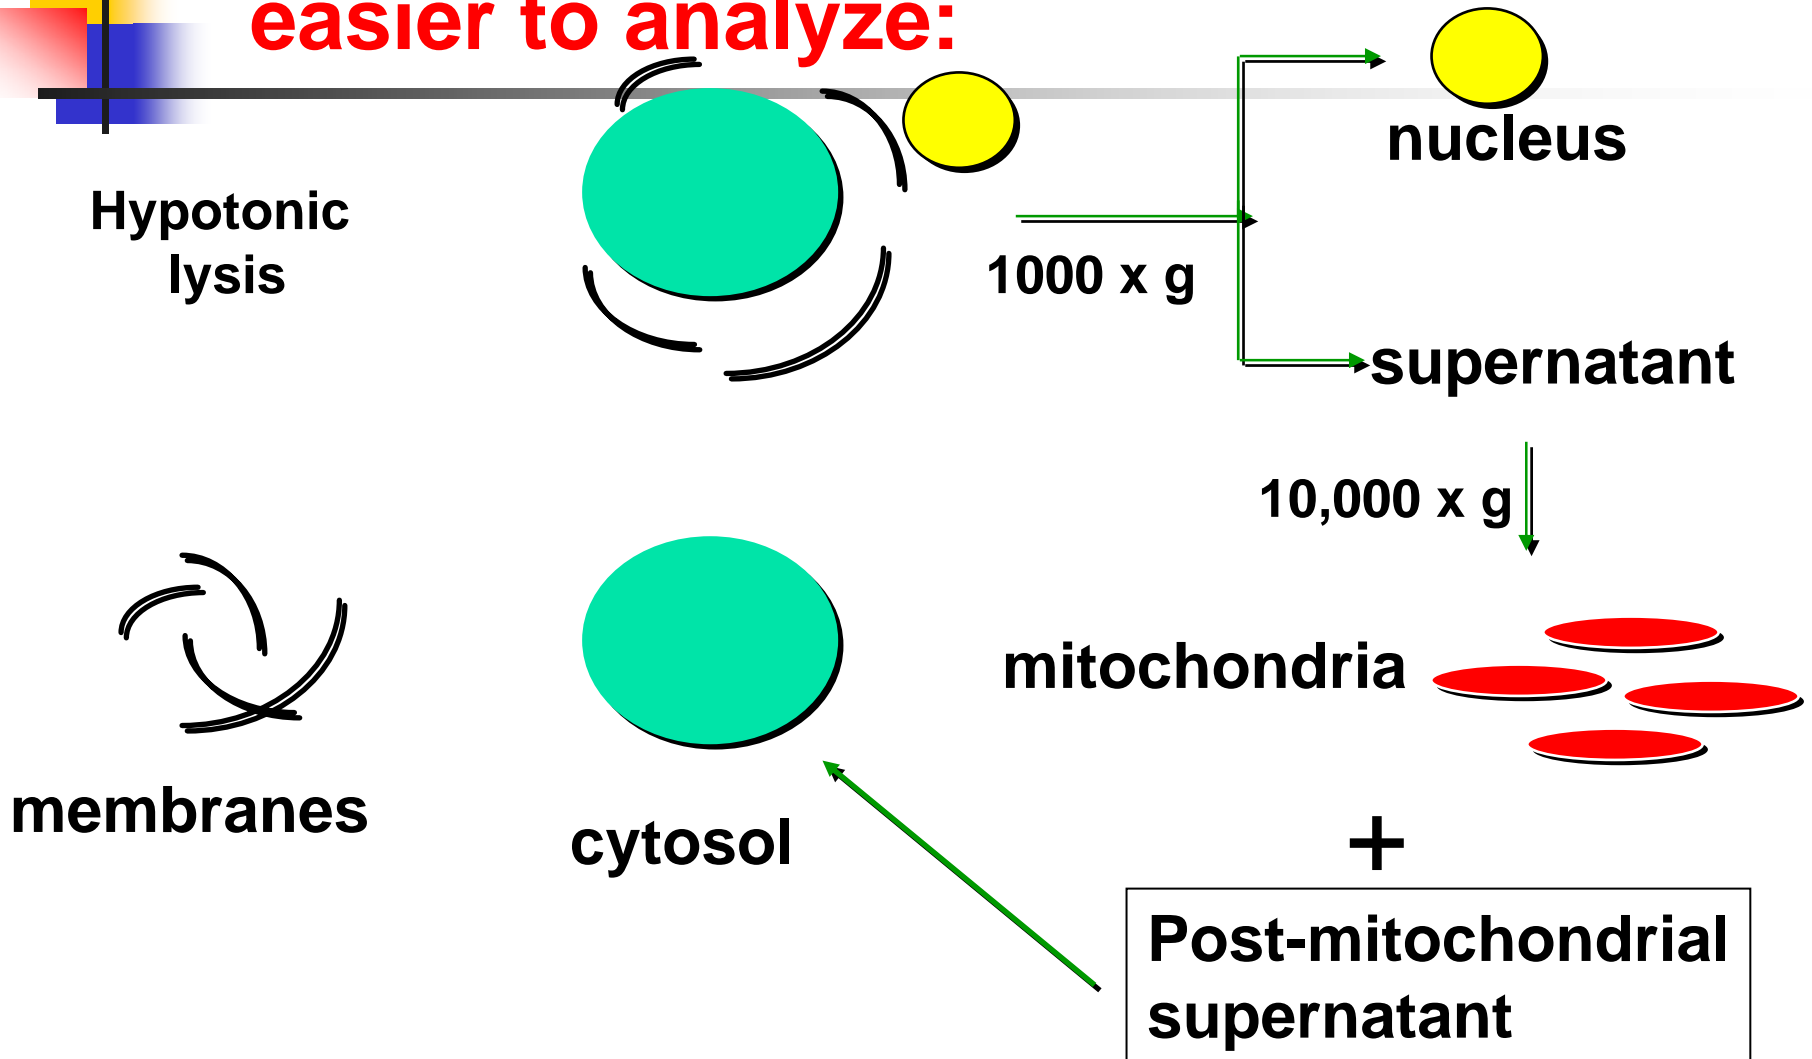 easier to analyze:
nucleus
Hypotonic
lysis
1000 x g
supernatant
10,000 x g
mitochondria
membranes
cytosol
+
Post-mitochondrial
supernatant